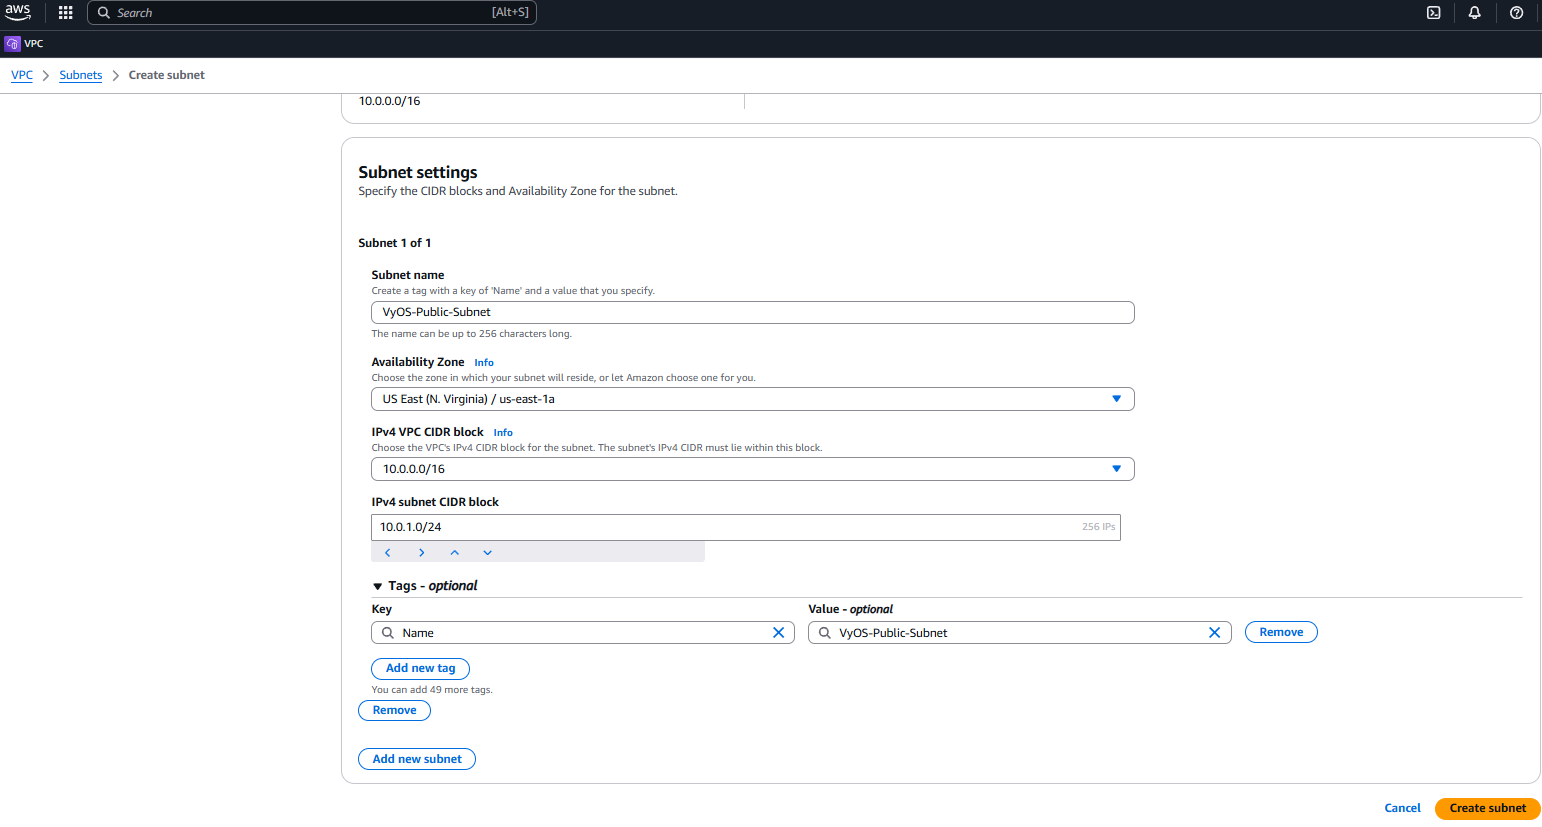 aws
Search [Alt+S]
VPC
VPC > Subnets > Create subnet
10.0.0.0/16
Subnet settings
Specify the CIDR blocks and Availability Zone for the subnet.
Subnet 1 of 1
Subnet name
Create a tag with a key of 'Name' and a value that you specify.
VyOS-Public-Subnet
The name can be up to 256 characters long.
Availability Zone Info
Choose the zone in which your subnet will reside, or let Amazon choose one for you.
US East (N. Virginia) / us-east-1a
IPv4 VPC CIDR block Info
Choose the VPC's IPv4 CIDR block for the subnet. The subnet's IPv4 CIDR must lie within this block.
10.0.0.0/16
IPv4 subnet CIDR block
10.0.1.0/24 256 IPs
Tags - optional
Key Value - optional
Name VyOS-Public-Subnet Remove
Add new tag
You can add 49 more tags.
Remove
Add new subnet
Cancel Create subnet